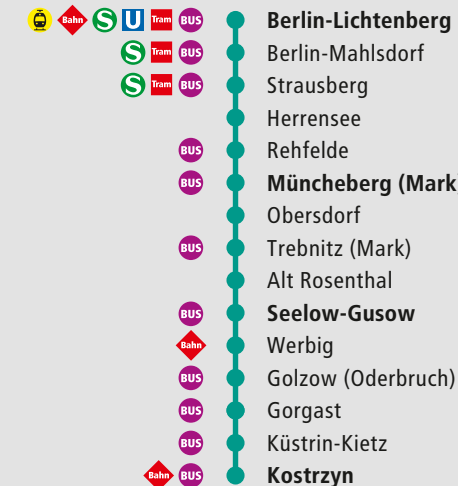 Bahn S U Tram BUS Berlin-Lichtenberg
S Tram BUS Berlin-Mahlsdorf
S Tram BUS Strausberg
Herrensee
BUS Rehfelde
BUS Müncheberg (Mark)
Obersdorf
BUS Trebnitz (Mark)
Alt Rosenthal
BUS Seelow-Gusow
Bahn Werbig
BUS Golzow (Oderbruch)
BUS Gorgast
BUS Küstrin-Kietz
Bahn BUS Kostrzyn